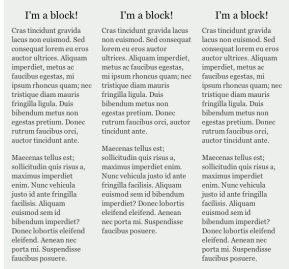 I'm a block!
Cras tincidunt gravida
lacus non euismod. Sed
consequat lorem eu eros
auctor ultrices. Aliquam
imperdiet, metus ac
faucibus egestas, mi
ipsum rhoncus quam; nec
tristique diam mauris
fringilla ligula. Duis
bibendum metus non
egestas pretium. Donec
rutrum faucibus orci,
auctor tincidunt ante.
Maecenas tellus est;
sollicitudin quis risus a,
maximus imperdiet
enim. Nunc vehicula
justo id ante fringilla
facilisis. Aliquam
euismod sem id
bibendum imperdiet?
Donec lobortis eleifend
eleifend. Aenean nec
porta mi. Suspendisse
faucibus posuere.
I'm a block!
Cras tincidunt gravida
lacus non euismod. Sed consequat
lorem eu eros auctor
ultrices. Aliquam
imperdiet, metus ac
faucibus egestas, mi
ipsum rhoncus quam; nec
tristique diam mauris
fringilla ligula. Duis
bibendum metus non
egestas pretium. Donec
rutrum faucibus orci, auctor
tincidunt ante.
Maecenas tellus est;
sollicitudin quis risus a,
maximus imperdiet enim.
Nunc vehicula justo id ante
fringilla facilisis. Aliquam
euismod sem id bibendum
imperdiet? Donec lobortis
eleifend eleifend. Aenean
nec porta mi. Suspendisse
faucibus posuere.
I'm a block!
Cras tincidunt gravida
lacus non euismod. Sed
consequat lorem eu eros
auctor ultrices. Aliquam
imperdiet, metus ac
faucibus egestas, mi
ipsum rhoncus quam; nec
tristique diam mauris
fringilla ligula. Duis
bibendum metus non
egestas pretium. Donec
rutrum faucibus orci,
auctor tincidunt ante.
Maecenas tellus est;
sollicitudin quis risus a,
maximus imperdiet
enim. Nunc vehicula
justo id ante fringilla
facilisis. Aliquam
euismod sem id
bibendum imperdiet?
Donec lobortis eleifend
eleifend. Aenean nec
porta mi. Suspendisse
faucibus posuere.